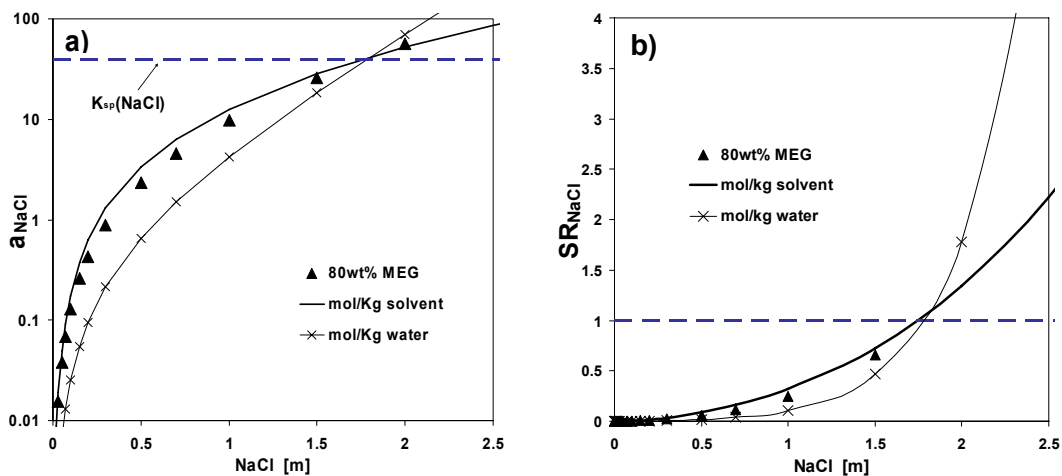 a)
100
10
1
0.1
0.01
aNaCl
Ksp(NaCl)
80wt% MEG
mol/Kg solvent
mol/Kg water
0 0.5 1 1.5 2 2.5
NaCl [m]
b)
4
3.5
3
2.5
2
1.5
1
0.5
0
SRNaCl
80wt% MEG
mol/kg solvent
mol/kg water
0 0.5 1 1.5 2 2.5
NaCl [m]